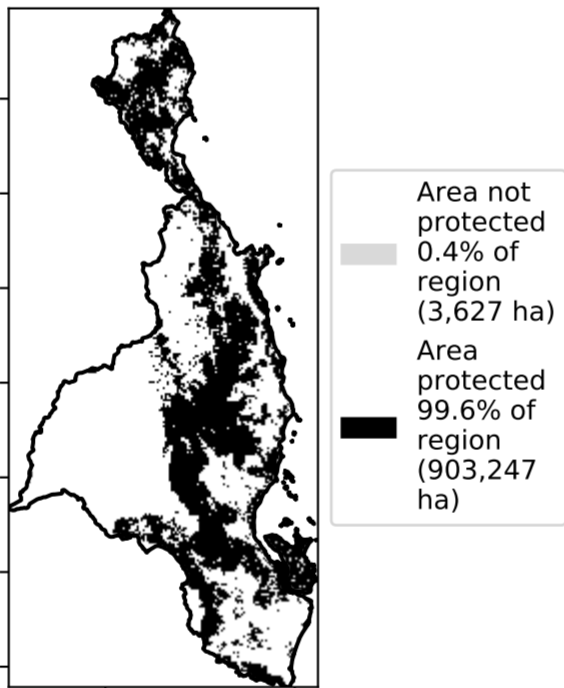 Area not
protected
0.4% of
region
(3,627 ha)
Area
protected
99.6% of
region
(903,247
ha)